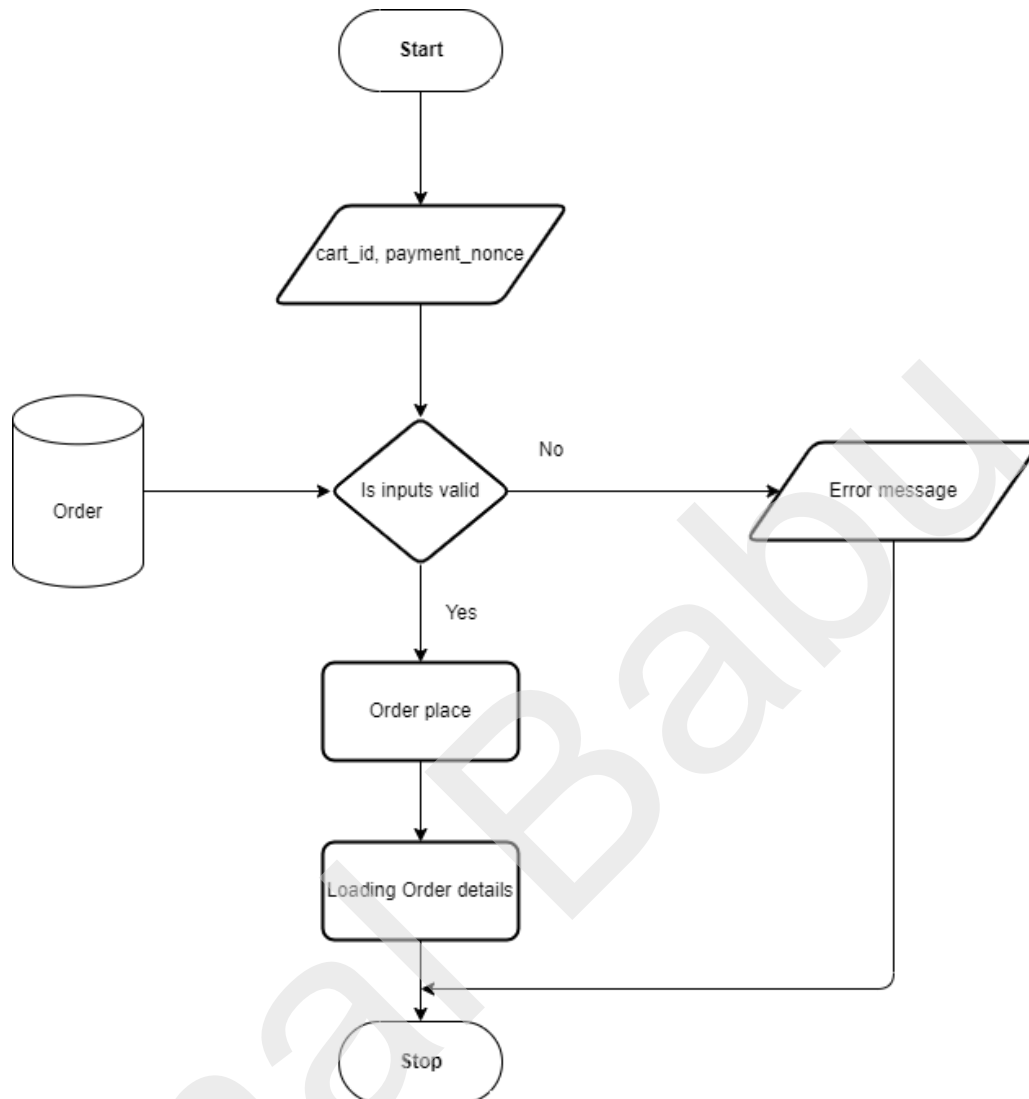 Start
cart_id, payment_nonce
No
Is inputs valid
Error message
Order
Yes
Order place
Loading Order details
Stop
Babu